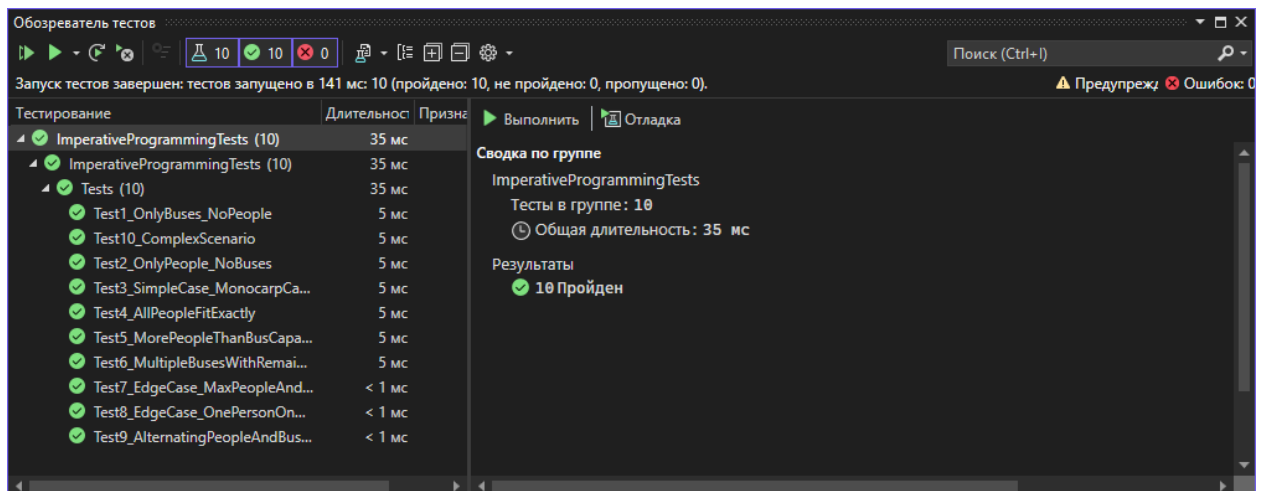 Обозреватель тестов
10 10 0 Поиск (Ctrl+I)
Запуск тестов завершен: тестов запущено в 141 мс: 10 (пройдено: 10, не пройдено: 0, пропущено: 0). Предупреж Ошибок: 0
Тестирование Длительнос Призна
ImperativeProgrammingTests (10) 35 мс
ImperativeProgrammingTests (10) 35 мс
Tests (10) 35 мс
Test1_OnlyBuses_NoPeople 5 мс
Test10_ComplexScenario 5 мс
Test2_OnlyPeople_NoBuses 5 мс
Test3_SimpleCase_MonocarpCa... 5 мс
Test4_AllPeopleFitExactly 5 мс
Test5_MorePeopleThanBusCapa... 5 мс
Test6_MultipleBusesWithRemai... 5 мс
Test7_EdgeCase_MaxPeopleAnd... < 1 мс
Test8_EdgeCase_OnePersonOn... < 1 мс
Test9_AlternatingPeopleAndBus... < 1 мс
Выполнить Отладка
Сводка по группе
ImperativeProgrammingTests
Тесты в группе: 10
Общая длительность: 35 мс
Результаты
10 Пройден